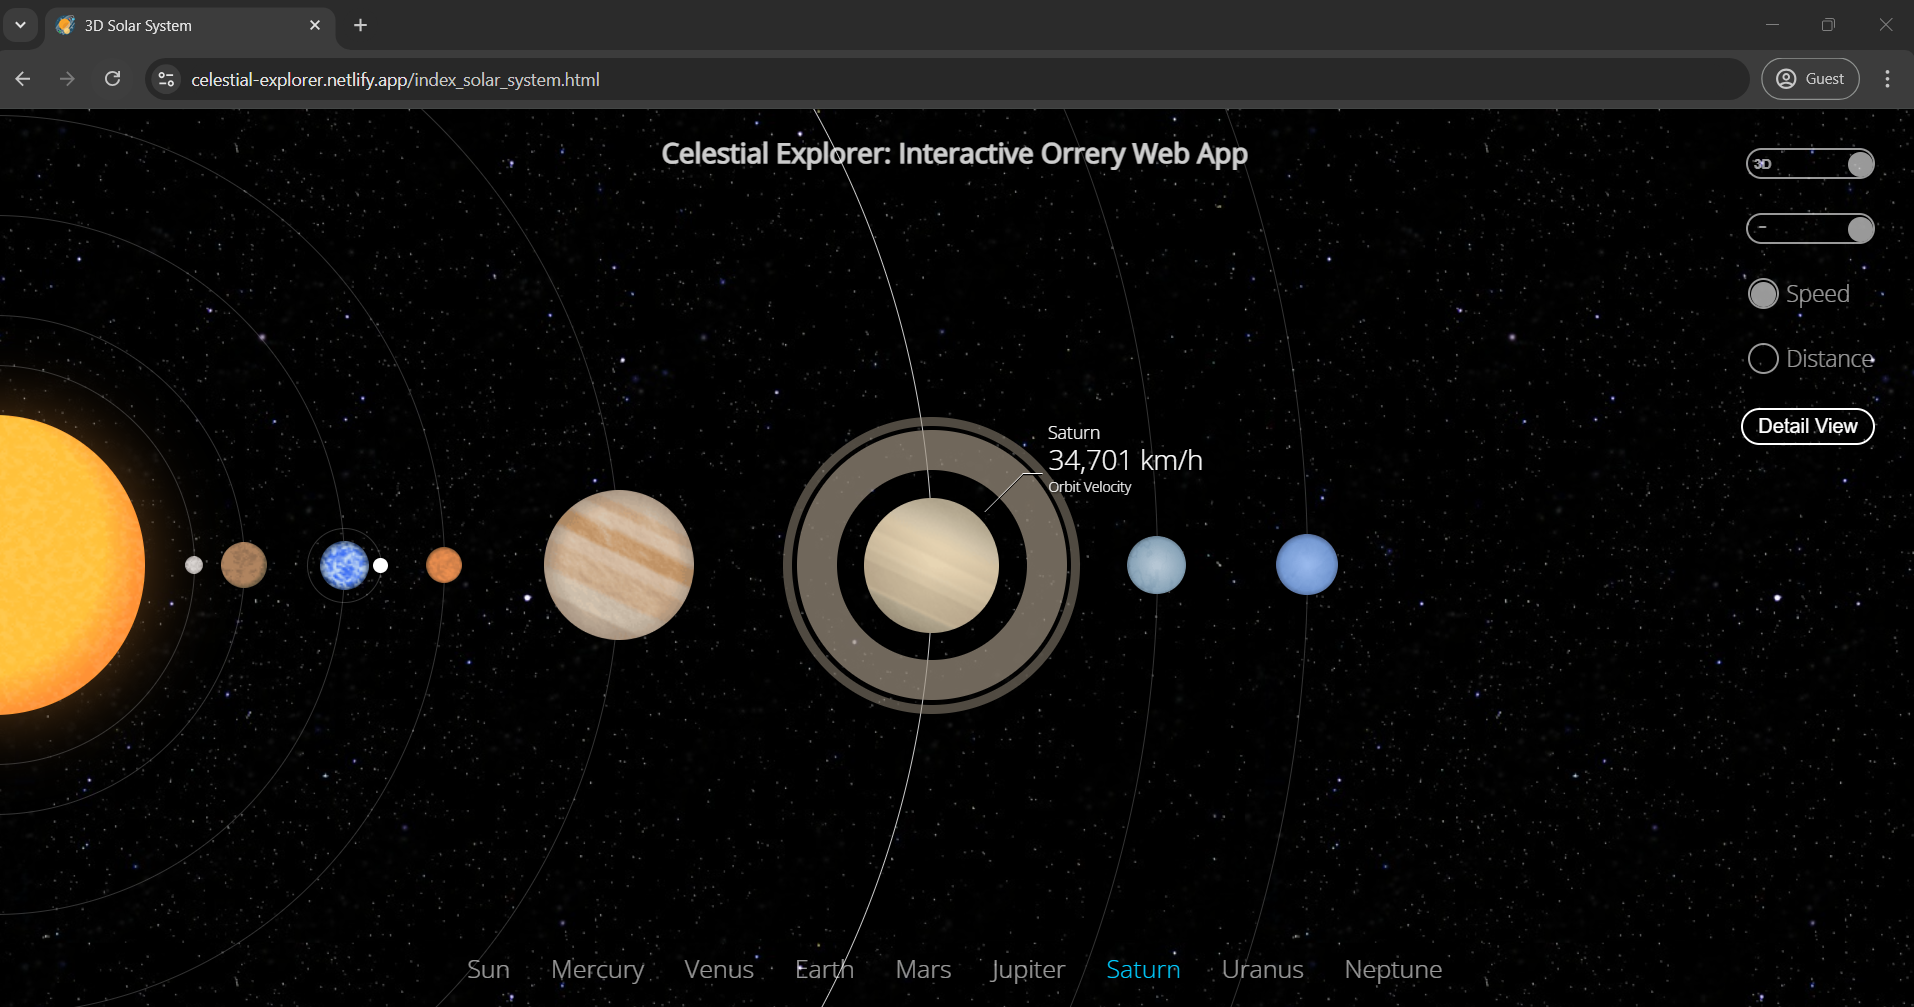 3D Solar System
celestial-explorer.netlify.app/index_solar_system.html
Guest
Celestial Explorer: Interactive Orrery Web App
3D
Speed
Distance
Detail View
Saturn
34,701 km/h
Orbit Velocity
Sun Mercury Venus Earth Mars Jupiter Saturn Uranus Neptune